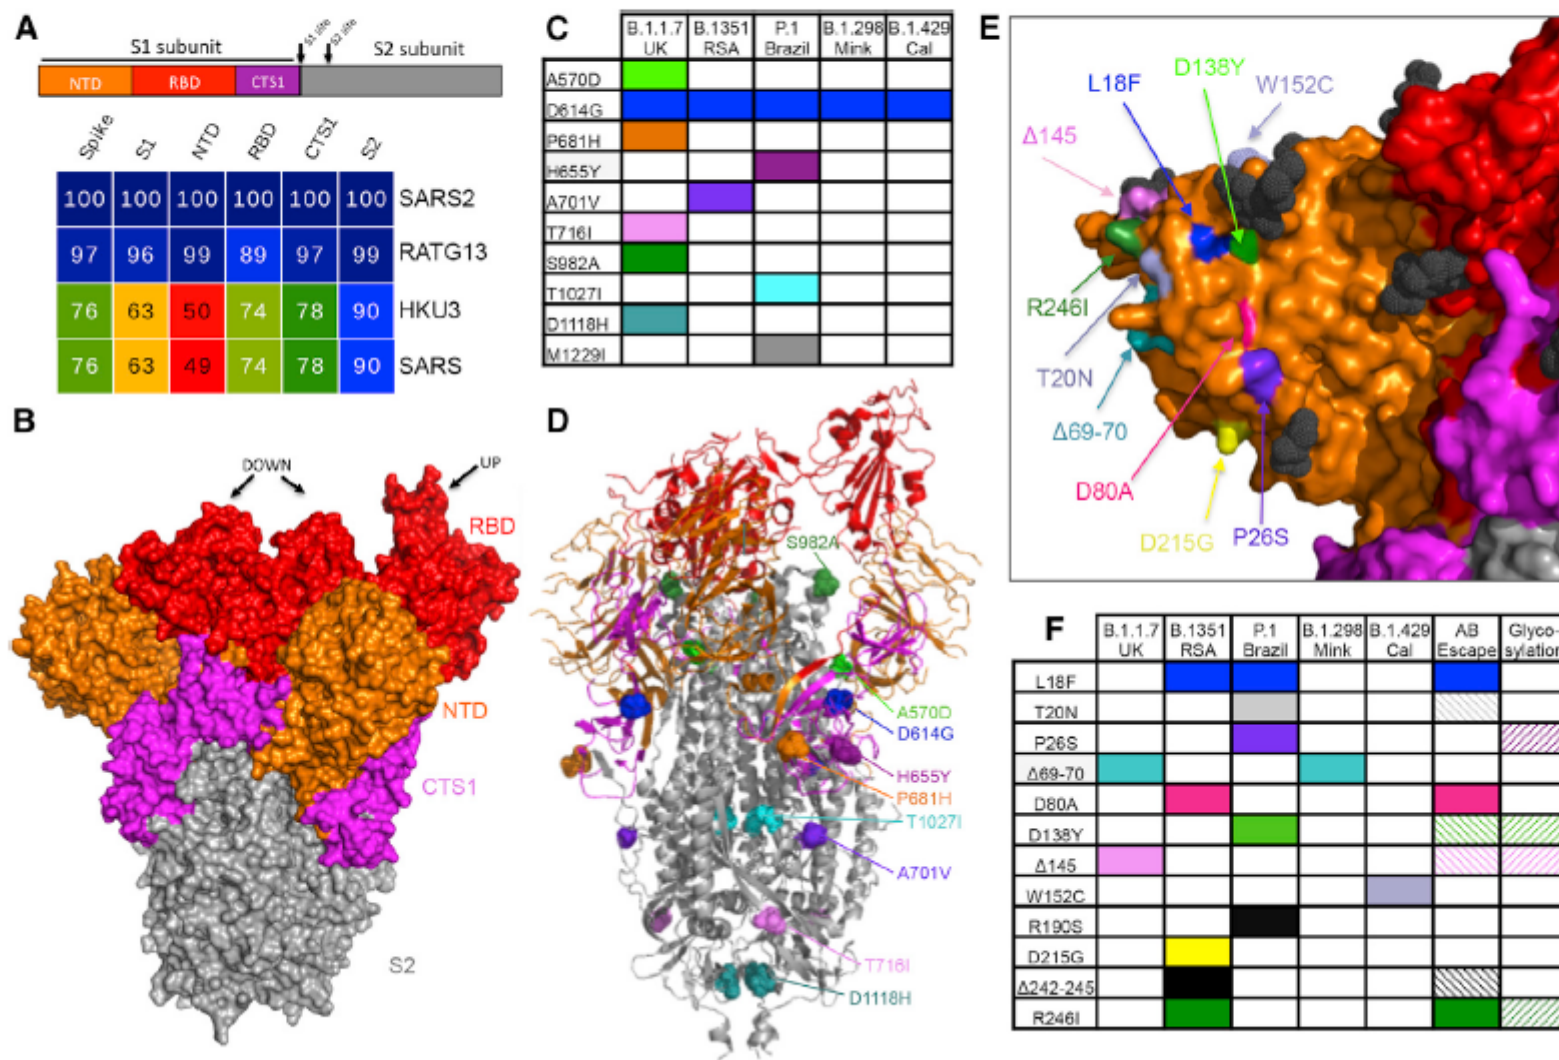 A
S1 subunit
S1 site
S2 site
S2 subunit
NTD RBD CTS1
Spike S1 NTD RBD CTS1 S2
100 100 100 100 100 100 SARS2
97 96 99 89 97 99 RATG13
76 63 50 74 78 90 HKU3
76 63 49 74 78 90 SARS
B
DOWN
UP
RBD
NTD
CTS1
S2
C
B.1.1.7 B.1351 P.1 B.1.298 B.1.429
UK RSA Brazil Mink Cal
A570D
D614G
P681H
H655Y
A701V
T716I
S982A
T1027I
D1118H
M1229I
D
S982A
A570D
D614G
H655Y
P681H
T1027I
A701V
T716I
D1118H
E
D138Y
L18F
W152C
Δ145
R246I
T20N
Δ69-70
D80A
D215G
P26S
F
B.1.1.7 B.1351 P.1 B.1.298 B.1.429 AB Glyco-
UK RSA Brazil Mink Cal Escape sylation
L18F
T20N
P26S
Δ69-70
D80A
D138Y
Δ145
W152C
R190S
D215G
Δ242-245
R246I